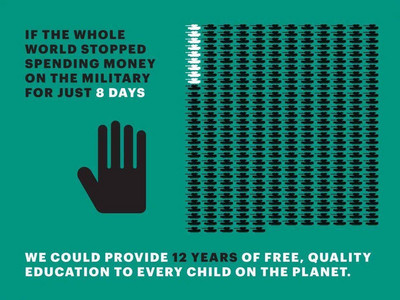 IF THE WHOLE
WORLD STOPPED
SPENDING MONEY
ON THE MILITARY
FOR JUST 8 DAYS
WE COULD PROVIDE 12 YEARS OF FREE, QUALITY
EDUCATION TO EVERY CHILD ON THE PLANET.